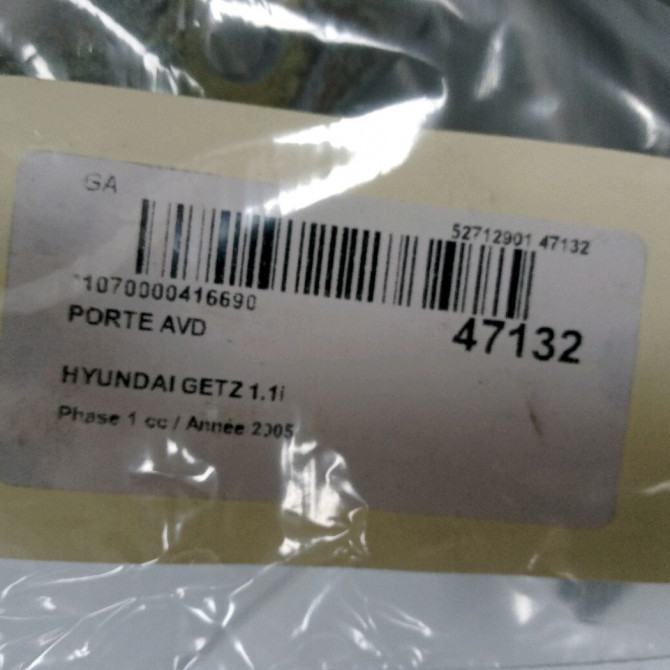 GA
52712901 47132
1070000416690
PORTE AVD
47132
HYUNDAI GETZ 1.1i
Phase 1 cc / Année 2005